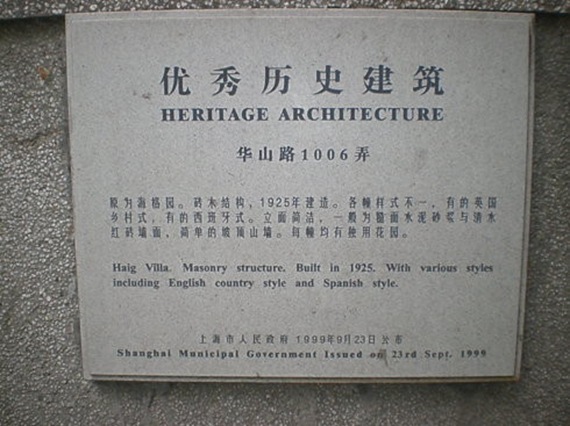 优秀历史建筑
HERITAGE ARCHITECTURE
华山路1006弄
原为海格园。砖木结构，1925年建造。各幢样式不一，有的英国
乡村式，有的西班牙式。立面简洁，一般为糙面水泥砂浆与清水
红砖墙面，简单的坡顶山墙。每幢均有独用花园。
Haig Villa. Masonry structure. Built in 1925. With various styles
including English country style and Spanish style.
上海市人民政府 1999年9月23日公布
Shanghai Municipal Government Issued on 23rd Sept. 1999